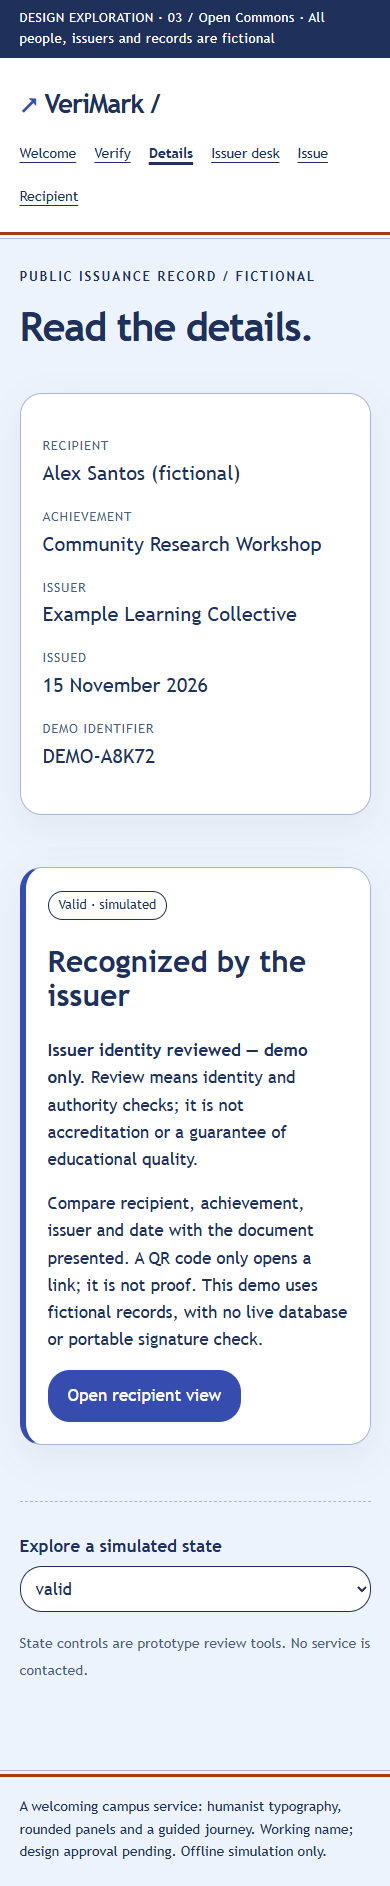 DESIGN EXPLORATION · 03 / Open Commons · All
people, issuers and records are fictional
↗ VeriMark /
Welcome Verify Details Issuer desk Issue
Recipient
PUBLIC ISSUANCE RECORD / FICTIONAL
Read the details.
RECIPIENT
Alex Santos (fictional)
ACHIEVEMENT
Community Research Workshop
ISSUER
Example Learning Collective
ISSUED
15 November 2026
DEMO IDENTIFIER
DEMO-A8K72
Valid · simulated
Recognized by the
issuer
Issuer identity reviewed — demo
only. Review means identity and
authority checks; it is not
accreditation or a guarantee of
educational quality.
Compare recipient, achievement,
issuer and date with the document
presented. A QR code only opens a
link; it is not proof. This demo uses
fictional records, with no live database
or portable signature check.
Open recipient view
Explore a simulated state
valid
State controls are prototype review tools. No service is
contacted.
A welcoming campus service: humanist typography,
rounded panels and a guided journey. Working name;
design approval pending. Offline simulation only.